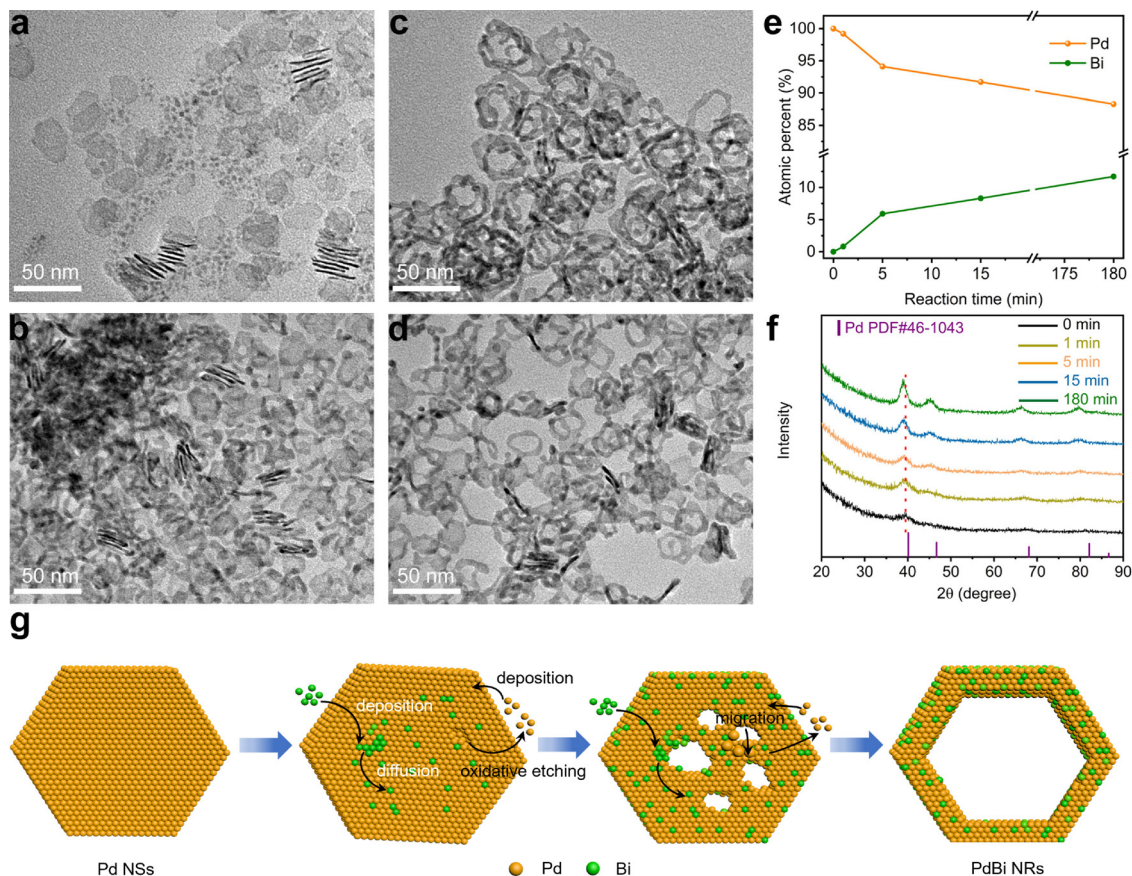 a
50 nm
b
50 nm
c
50 nm
d
50 nm
e
100
95
90
85
10
5
0
Atomic percent (%)
Pd
Bi
0 5 10 15 175 180
Reaction time (min)
f
Pd PDF#46-1043
0 min
1 min
5 min
15 min
180 min
Intensity
20 30 40 50 60 70 80 90
2θ (degree)
g
deposition
deposition
diffusion
oxidative etching
migration
Pd NSs
Pd
Bi
PdBi NRs